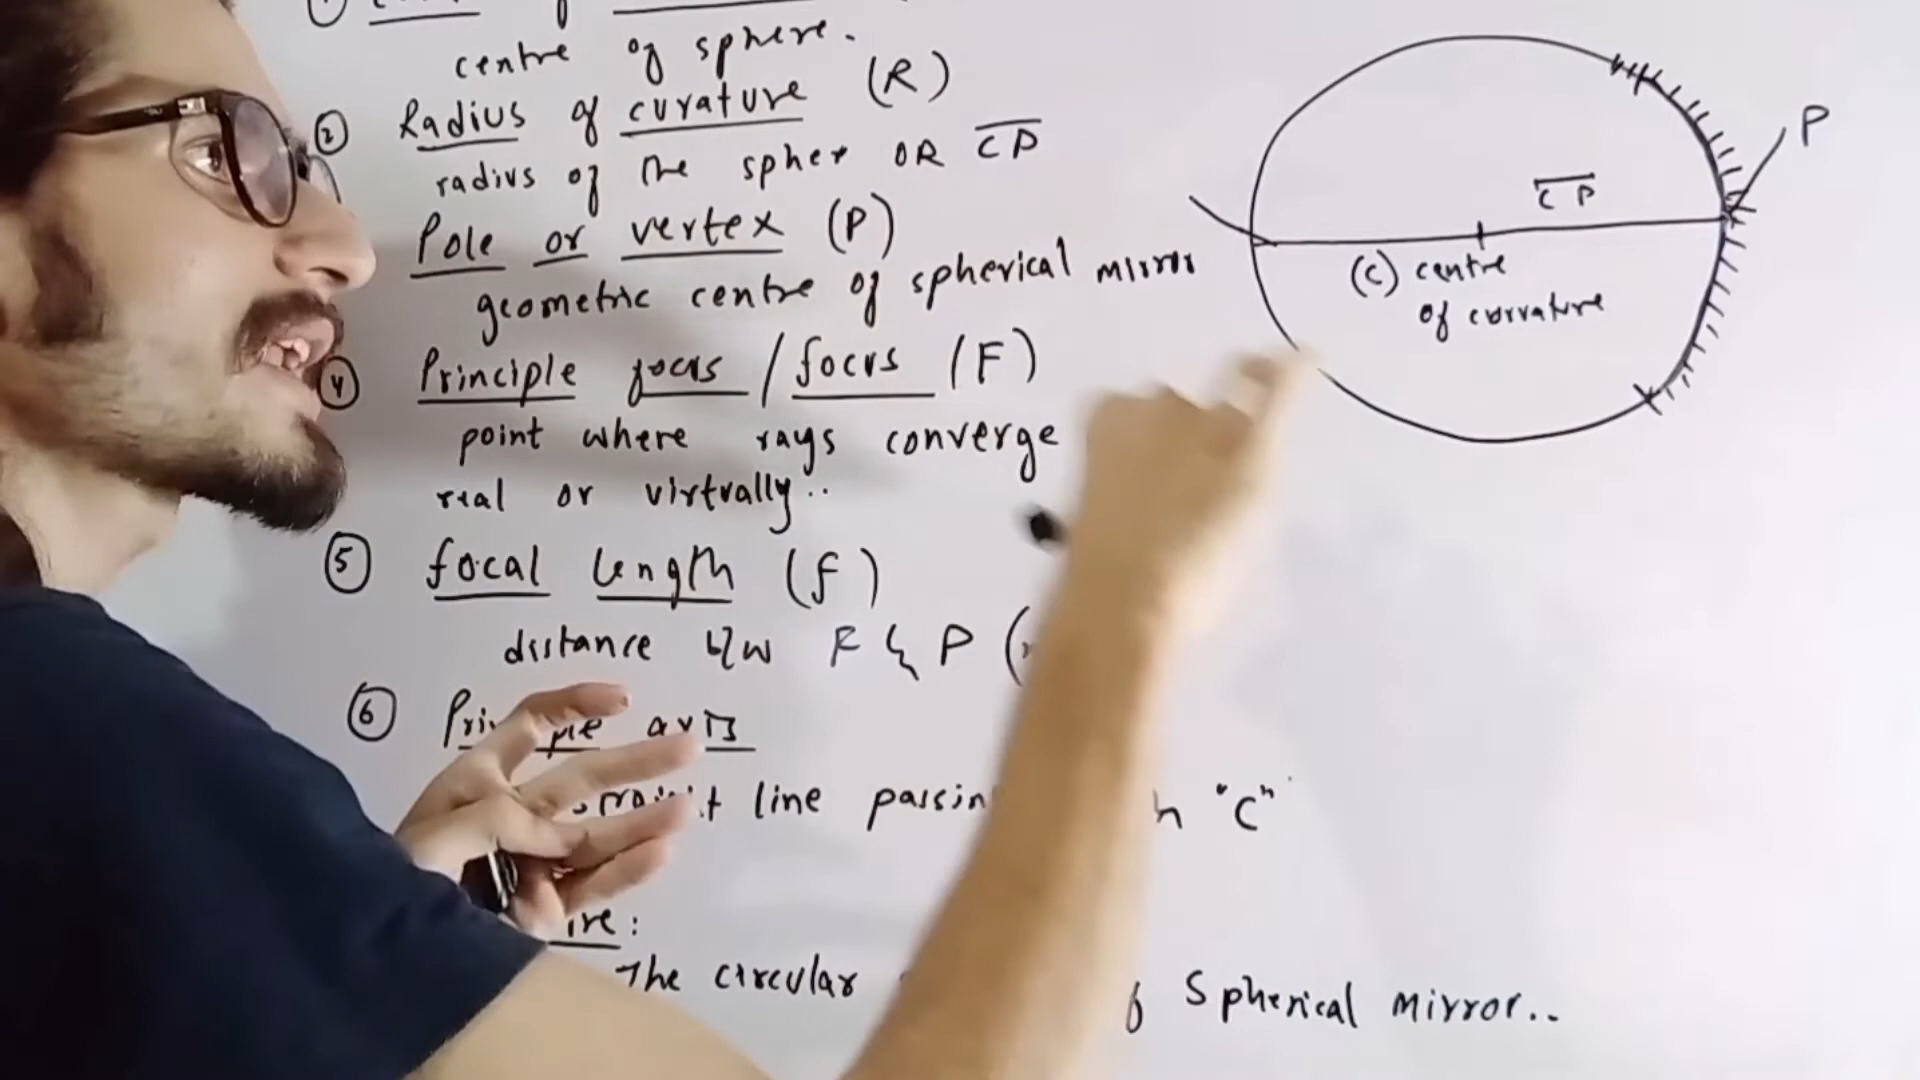 centre of sphere.
② Radius of curature (R)
radius of the spher OR CP
Pole or vertex (P)
geometric centre of spherical mirror
④ Principle focus / focus (F)
point where rays converge
real or virtually..
⑤ focal length (f)
distance b/w F & P
⑥ axis
line "C"
The circular Spherical mirror..
P
CP
(C) centre
of curvature